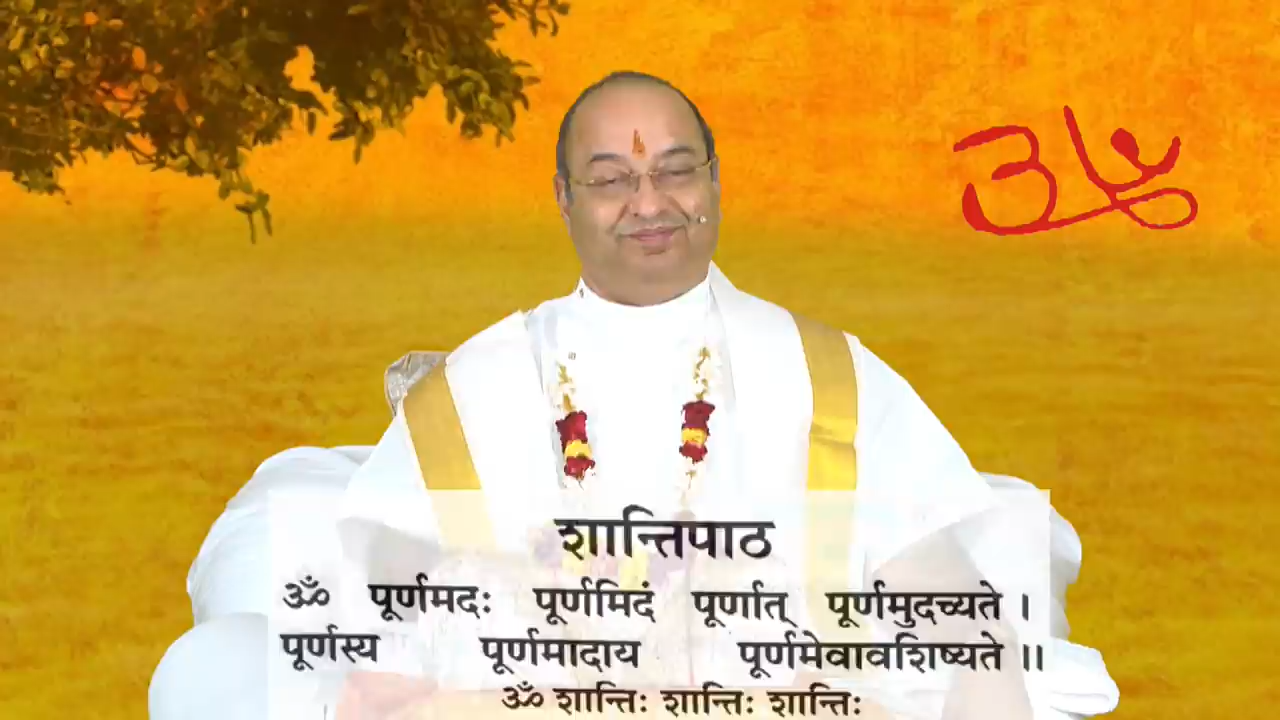 ॐ
शान्तिपाठ
ॐ पूर्णमदः पूर्णमिदं पूर्णात् पूर्णमुदच्यते ।
पूर्णस्य पूर्णमादाय पूर्णमेवावशिष्यते ॥
ॐ शान्तिः शान्तिः शान्तिः